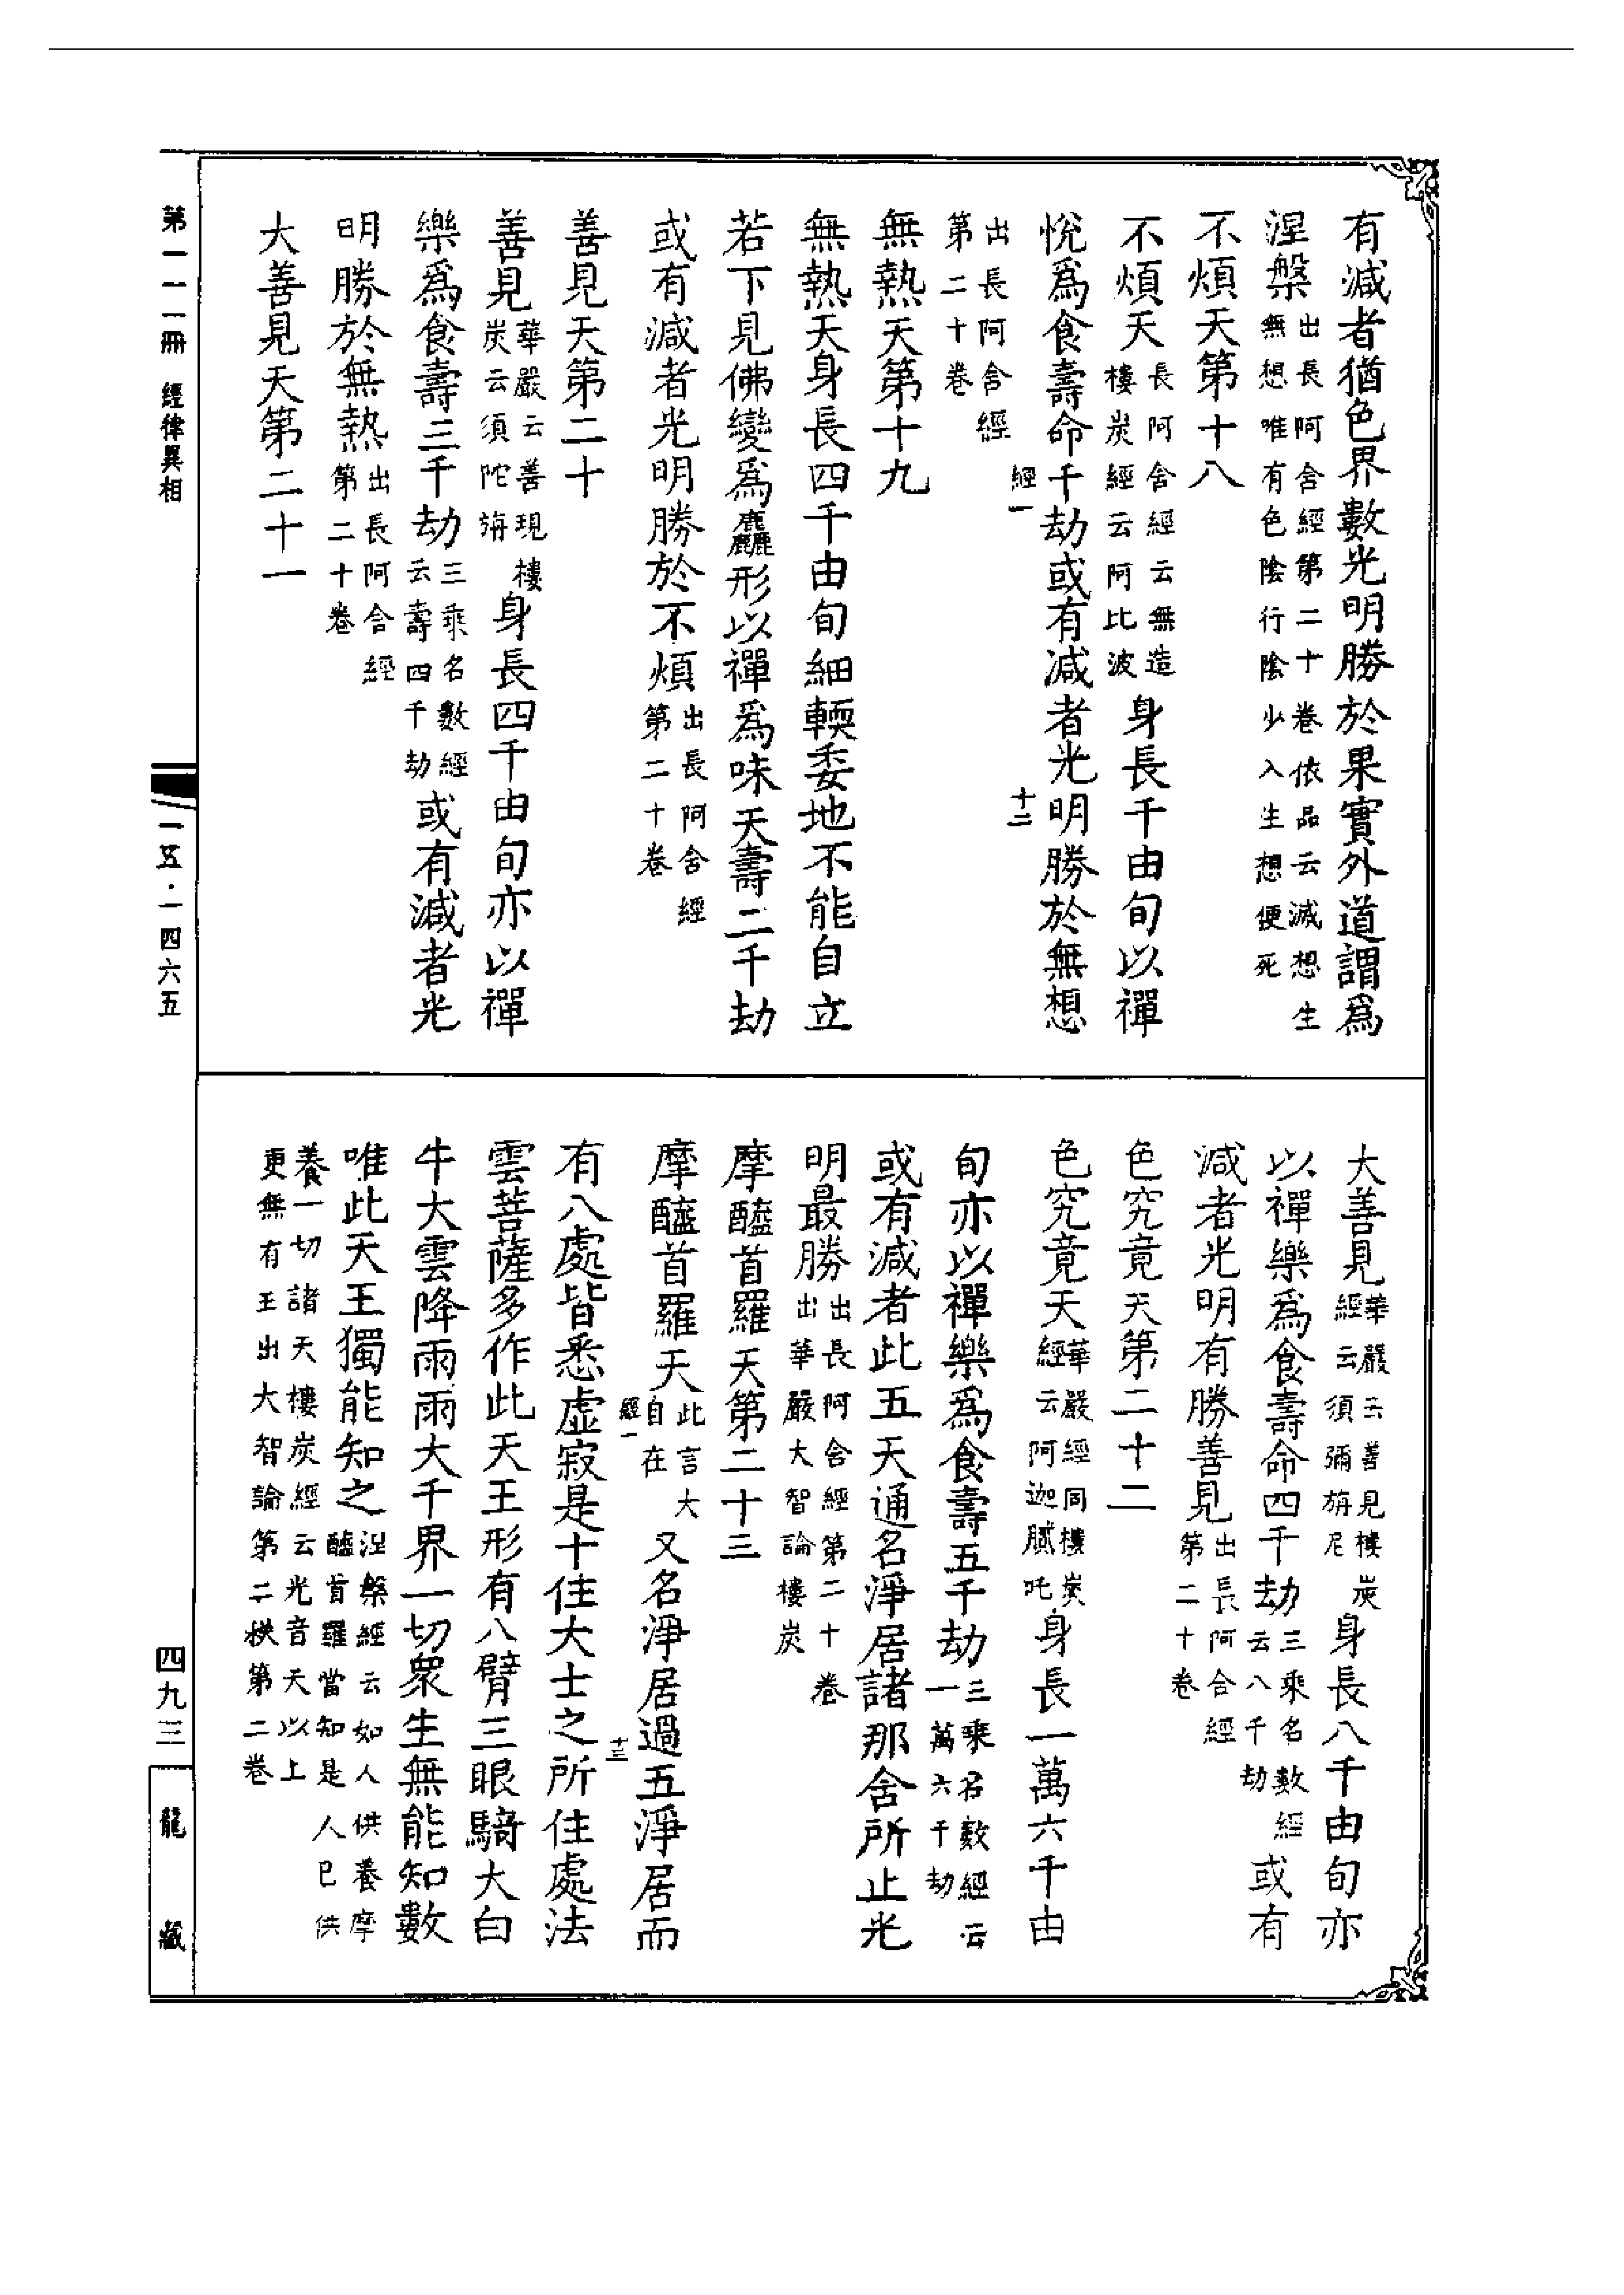 有減者猶色界數光明勝於果實外道謂爲
涅槃出長阿含經第二十卷依品云滅想生無想唯有色陰行陰少入生想便死
不煩天第十八
不煩天長阿含經云無造樓炭經云阿比波身長千由旬以禪
悅爲食壽命千劫或有減者光明勝於無想
經一 十二
出長阿含經第二十卷
無熱天第十九
無熱天身長四千由旬細輭委地不能自立
若下見佛變爲麤形以禪爲味天壽二千劫
或有減者光明勝於不煩出長阿含經第二十卷
善見天第二十
善見華嚴云善現樓炭云須陀旃身長四千由旬亦以禪
樂爲食壽三千劫三乘名數經云壽四千劫或有減者光
明勝於無熱出長阿含經第二十卷
大善見天第二十一
大善見華嚴云善見樓炭經云須彌旃尼身長八千由旬亦
以禪樂爲食壽命四千劫三乘名數經云八千劫或有
減者光明有勝善見出長阿含經第二十卷
色究竟天第二十二
色究竟天華嚴經同樓炭經云阿迦膩吒身長一萬六千由
旬亦以禪樂爲食壽五千劫三乘名數經云一萬六千劫
或有減者此五天通名淨居諸那舍所止光
明最勝出長阿含經第二十卷出華嚴大智論樓炭
摩醯首羅天第二十三
摩醯首羅天此言大自在又名淨居過五淨居而
經一 十三
有八處皆悉虛寂是十住大士之所住處法
雲菩薩多作此天王形有八臂三眼騎大白
牛大雲降雨雨大千界一切眾生無能知數
唯此天王獨能知之涅槃經云如人供養摩醯首羅當知是人已供
養一切諸天樓炭經云光音天以上更無有王出大智論第二秩第二卷
第一一一冊 經律異相
一五·一四六五
四九三
龍藏